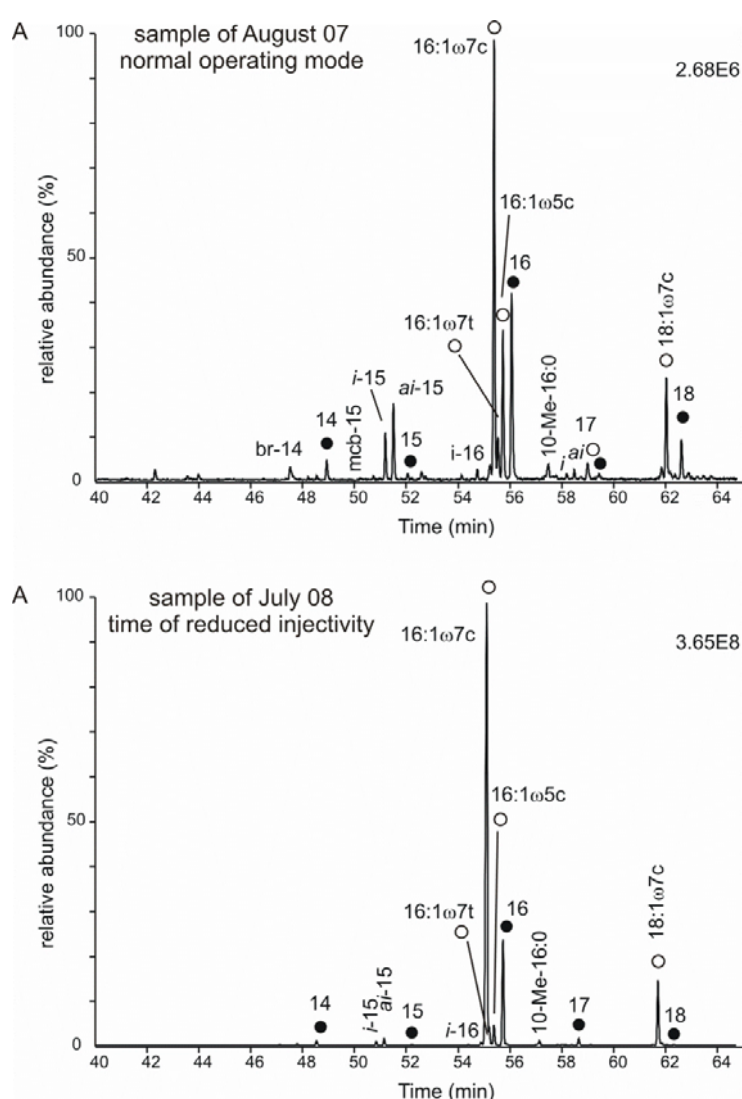 A
sample of August 07
normal operating mode
2.68E6
100
50
0
relative abundance (%)
br-14
14
mcb-15
i-15
ai-15
15
i-16
16:1ω7c
16:1ω7t
16:1ω5c
16
10-Me-16:0
i
ai
17
18:1ω7c
18
40 42 44 46 48 50 52 54 56 58 60 62 64
Time (min)
A
sample of July 08
time of reduced injectivity
3.65E8
100
50
0
relative abundance (%)
14
i-15
ai-15
15
i-16
16:1ω7c
16:1ω7t
16:1ω5c
16
10-Me-16:0
17
18:1ω7c
18
40 42 44 46 48 50 52 54 56 58 60 62 64
Time (min)